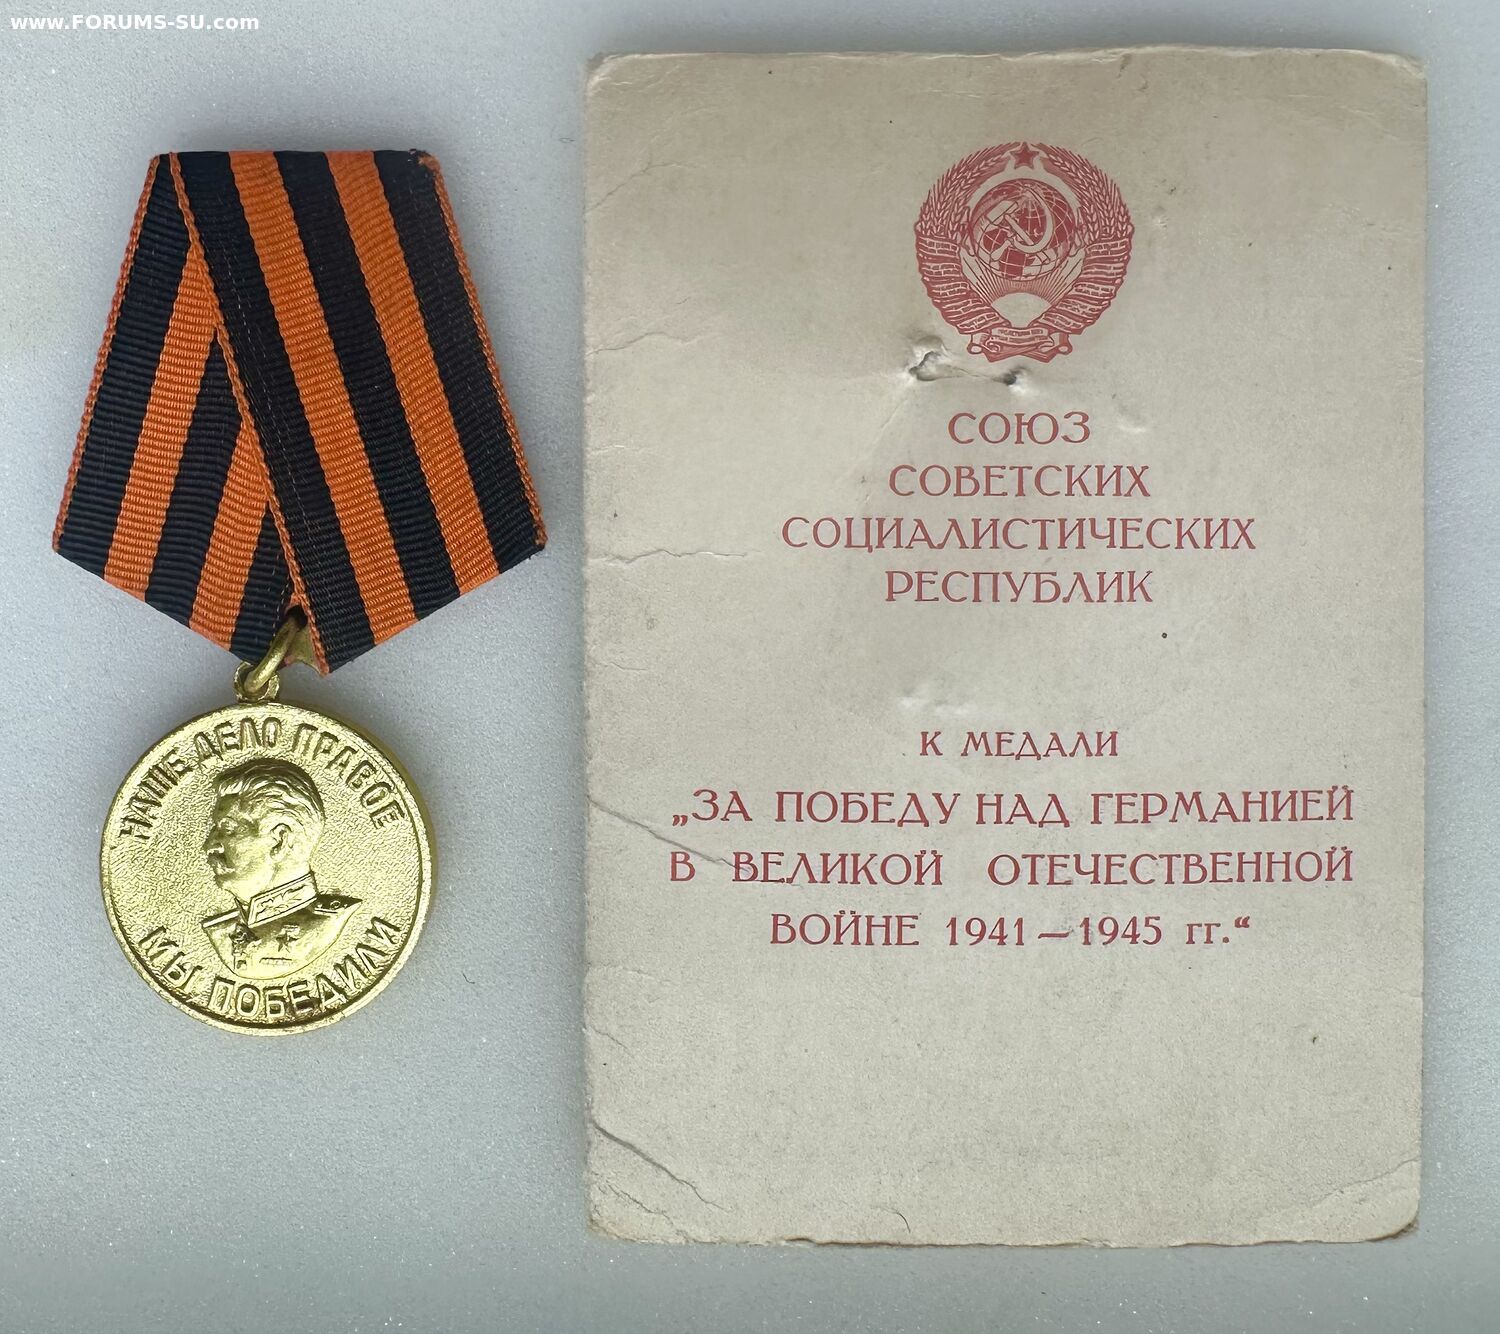 www.FORUMS-SU.com
НАШЕ ДЕЛО ПРАВОЕ
МЫ ПОБЕДИЛИ
СОЮЗ
СОВЕТСКИХ
СОЦИАЛИСТИЧЕСКИХ
РЕСПУБЛИК
К МЕДАЛИ
„ЗА ПОБЕДУ НАД ГЕРМАНИЕЙ
В ВЕЛИКОЙ ОТЕЧЕСТВЕННОЙ
ВОЙНЕ 1941—1945 гг.“